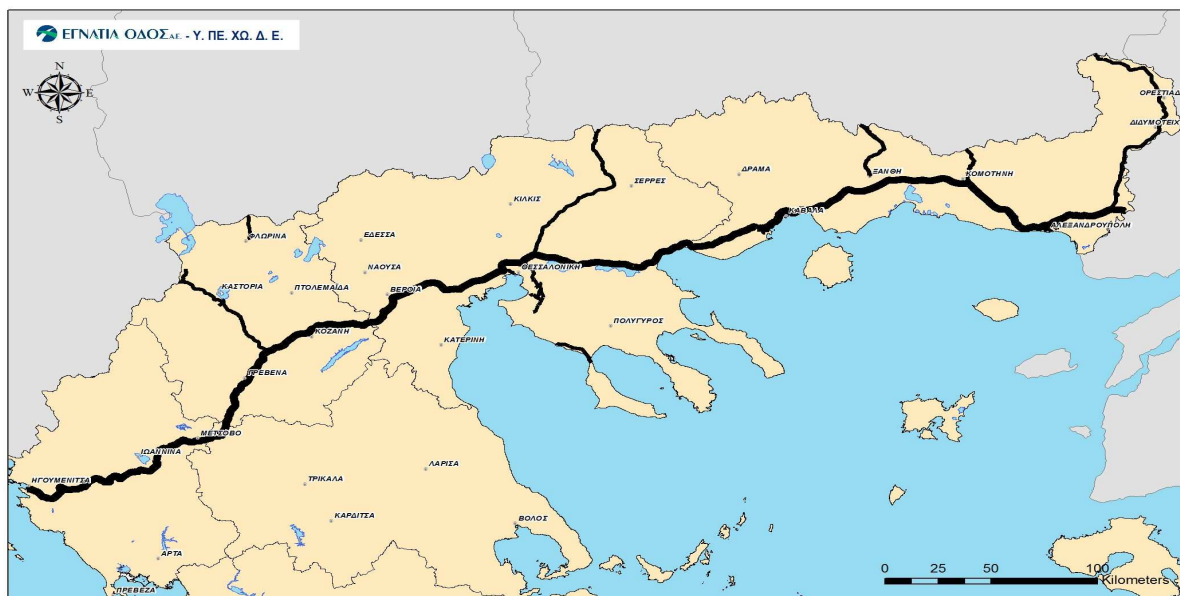 ΕΓΝΑΤΙΑ ΟΔΟΣ Α.Ε. - Υ. ΠΕ. ΧΩ. Δ. Ε.
N
W E
S
ΟΡΕΣΤΙΑΔ
ΔΙΔΥΜΟΤΕΙΧ
ΔΡΑΜΑ
ΞΑΝΘΗ
ΚΟΜΟΤΗΝΗ
ΣΕΡΡΕΣ
ΚΙΛΚΙΣ
ΚΑΒΑΛΑ
ΑΛΕΞΑΝΔΡΟΥΠΟΛΗ
ΦΛΩΡΙΝΑ
ΕΔΕΣΣΑ
ΝΑΟΥΣΑ
ΘΕΣΣΑΛΟΝΙΚΗ
ΚΑΣΤΟΡΙΑ
ΠΤΟΛΕΜΑΪΔΑ
ΒΕΡΟΙΑ
ΠΟΛΥΓΥΡΟΣ
ΚΟΖΑΝΗ
ΚΑΤΕΡΙΝΗ
ΓΡΕΒΕΝΑ
ΜΕΤΣΟΒΟ
ΙΩΑΝΝΙΝΑ
ΛΑΡΙΣΑ
ΗΓΟΥΜΕΝΙΤΣΑ
ΤΡΙΚΑΛΑ
ΚΑΡΔΙΤΣΑ
ΒΟΛΟΣ
ΑΡΤΑ
ΠΡΕΒΕΖΑ
0 25 50 100
Kilometers